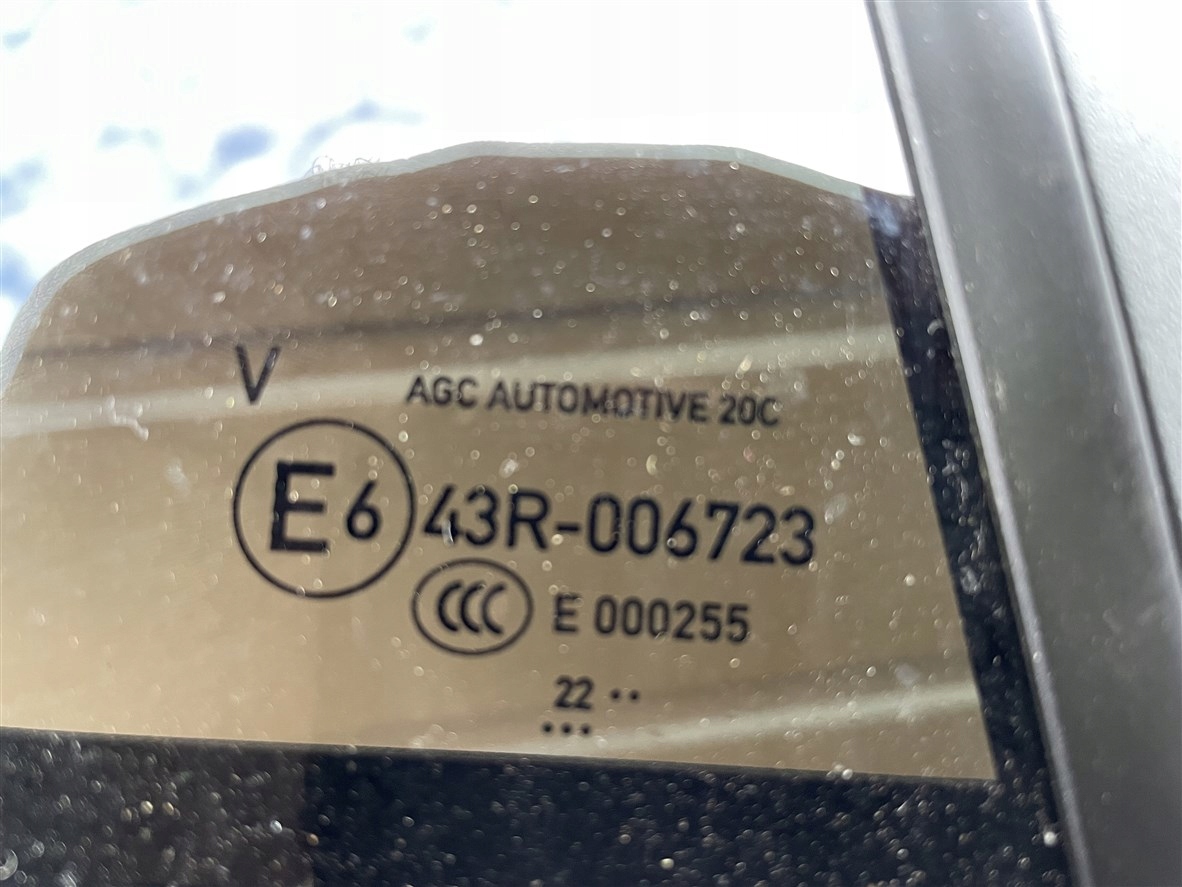 V
AGC AUTOMOTIVE 20C
E6 43R-006723
CCC E 000255
22 ••
•••